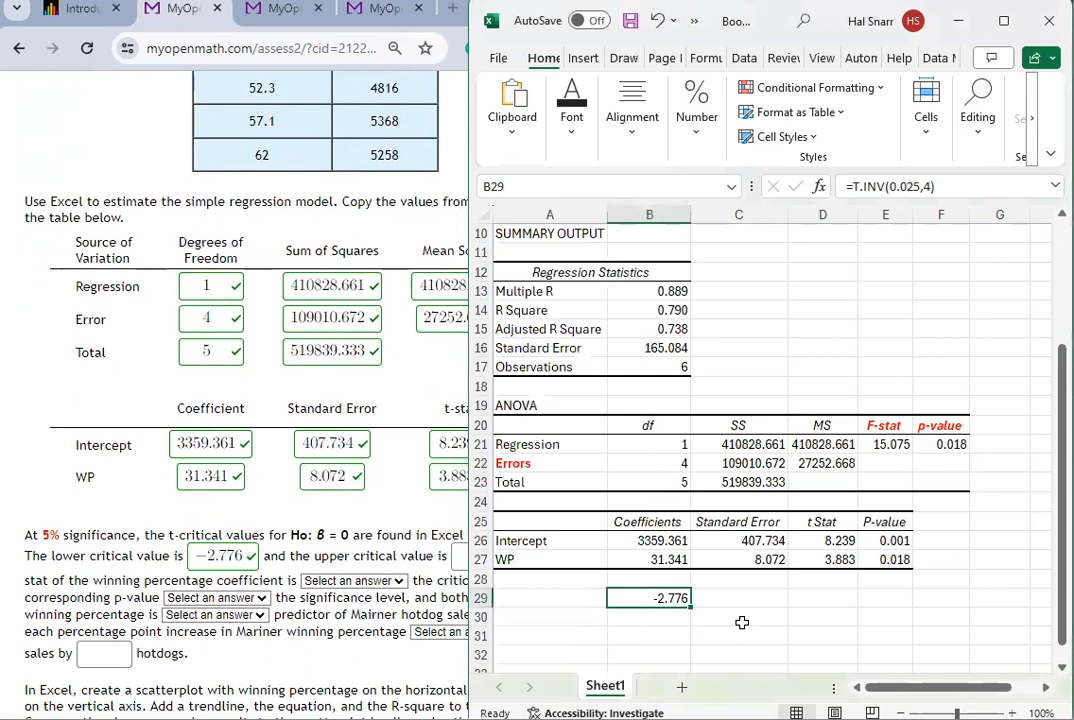 Introdu
MyOpe
MyOpe
MyOpe
myopenmath.com/assess2/?cid=2122...
AutoSave Off Boo... Hal Snarr HS
File Home Insert Draw Page l Formu Data Reviev View Autom Help Data M
Clipboard Font Alignment Number Conditional Formatting Format as Table Cell Styles Styles Cells Editing Se Se
B29 fx =T.INV(0.025,4)
52.3 4816
57.1 5368
62 5258
Use Excel to estimate the simple regression model. Copy the values from
the table below.
Source of Variation Degrees of Freedom Sum of Squares Mean Sq
Regression 1 410828.661 410828.
Error 4 109010.672 27252.
Total 5 519839.333
Coefficient Standard Error t-sta
Intercept 3359.361 407.734 8.239
WP 31.341 8.072 3.883
At 5% significance, the t-critical values for Ho: β = 0 are found in Excel
The lower critical value is −2.776 and the upper critical value is
stat of the winning percentage coefficient is Select an answer the critic
corresponding p-value Select an answer the significance level, and both
winning percentage is Select an answer predictor of Mairner hotdog sale
each percentage point increase in Mariner winning percentage Select an a
sales by hotdogs.
In Excel, create a scatterplot with winning percentage on the horizontal
on the vertical axis. Add a trendline, the equation, and the R-square to t
A B C D E F G
10 SUMMARY OUTPUT
11
12 Regression Statistics
13 Multiple R 0.889
14 R Square 0.790
15 Adjusted R Square 0.738
16 Standard Error 165.084
17 Observations 6
18
19 ANOVA
20 df SS MS F-stat p-value
21 Regression 1 410828.661 410828.661 15.075 0.018
22 Errors 4 109010.672 27252.668
23 Total 5 519839.333
24
25 Coefficients Standard Error t Stat P-value
26 Intercept 3359.361 407.734 8.239 0.001
27 WP 31.341 8.072 3.883 0.018
28
29 -2.776
30
31
32
Sheet1
Ready Accessibility: Investigate 100%